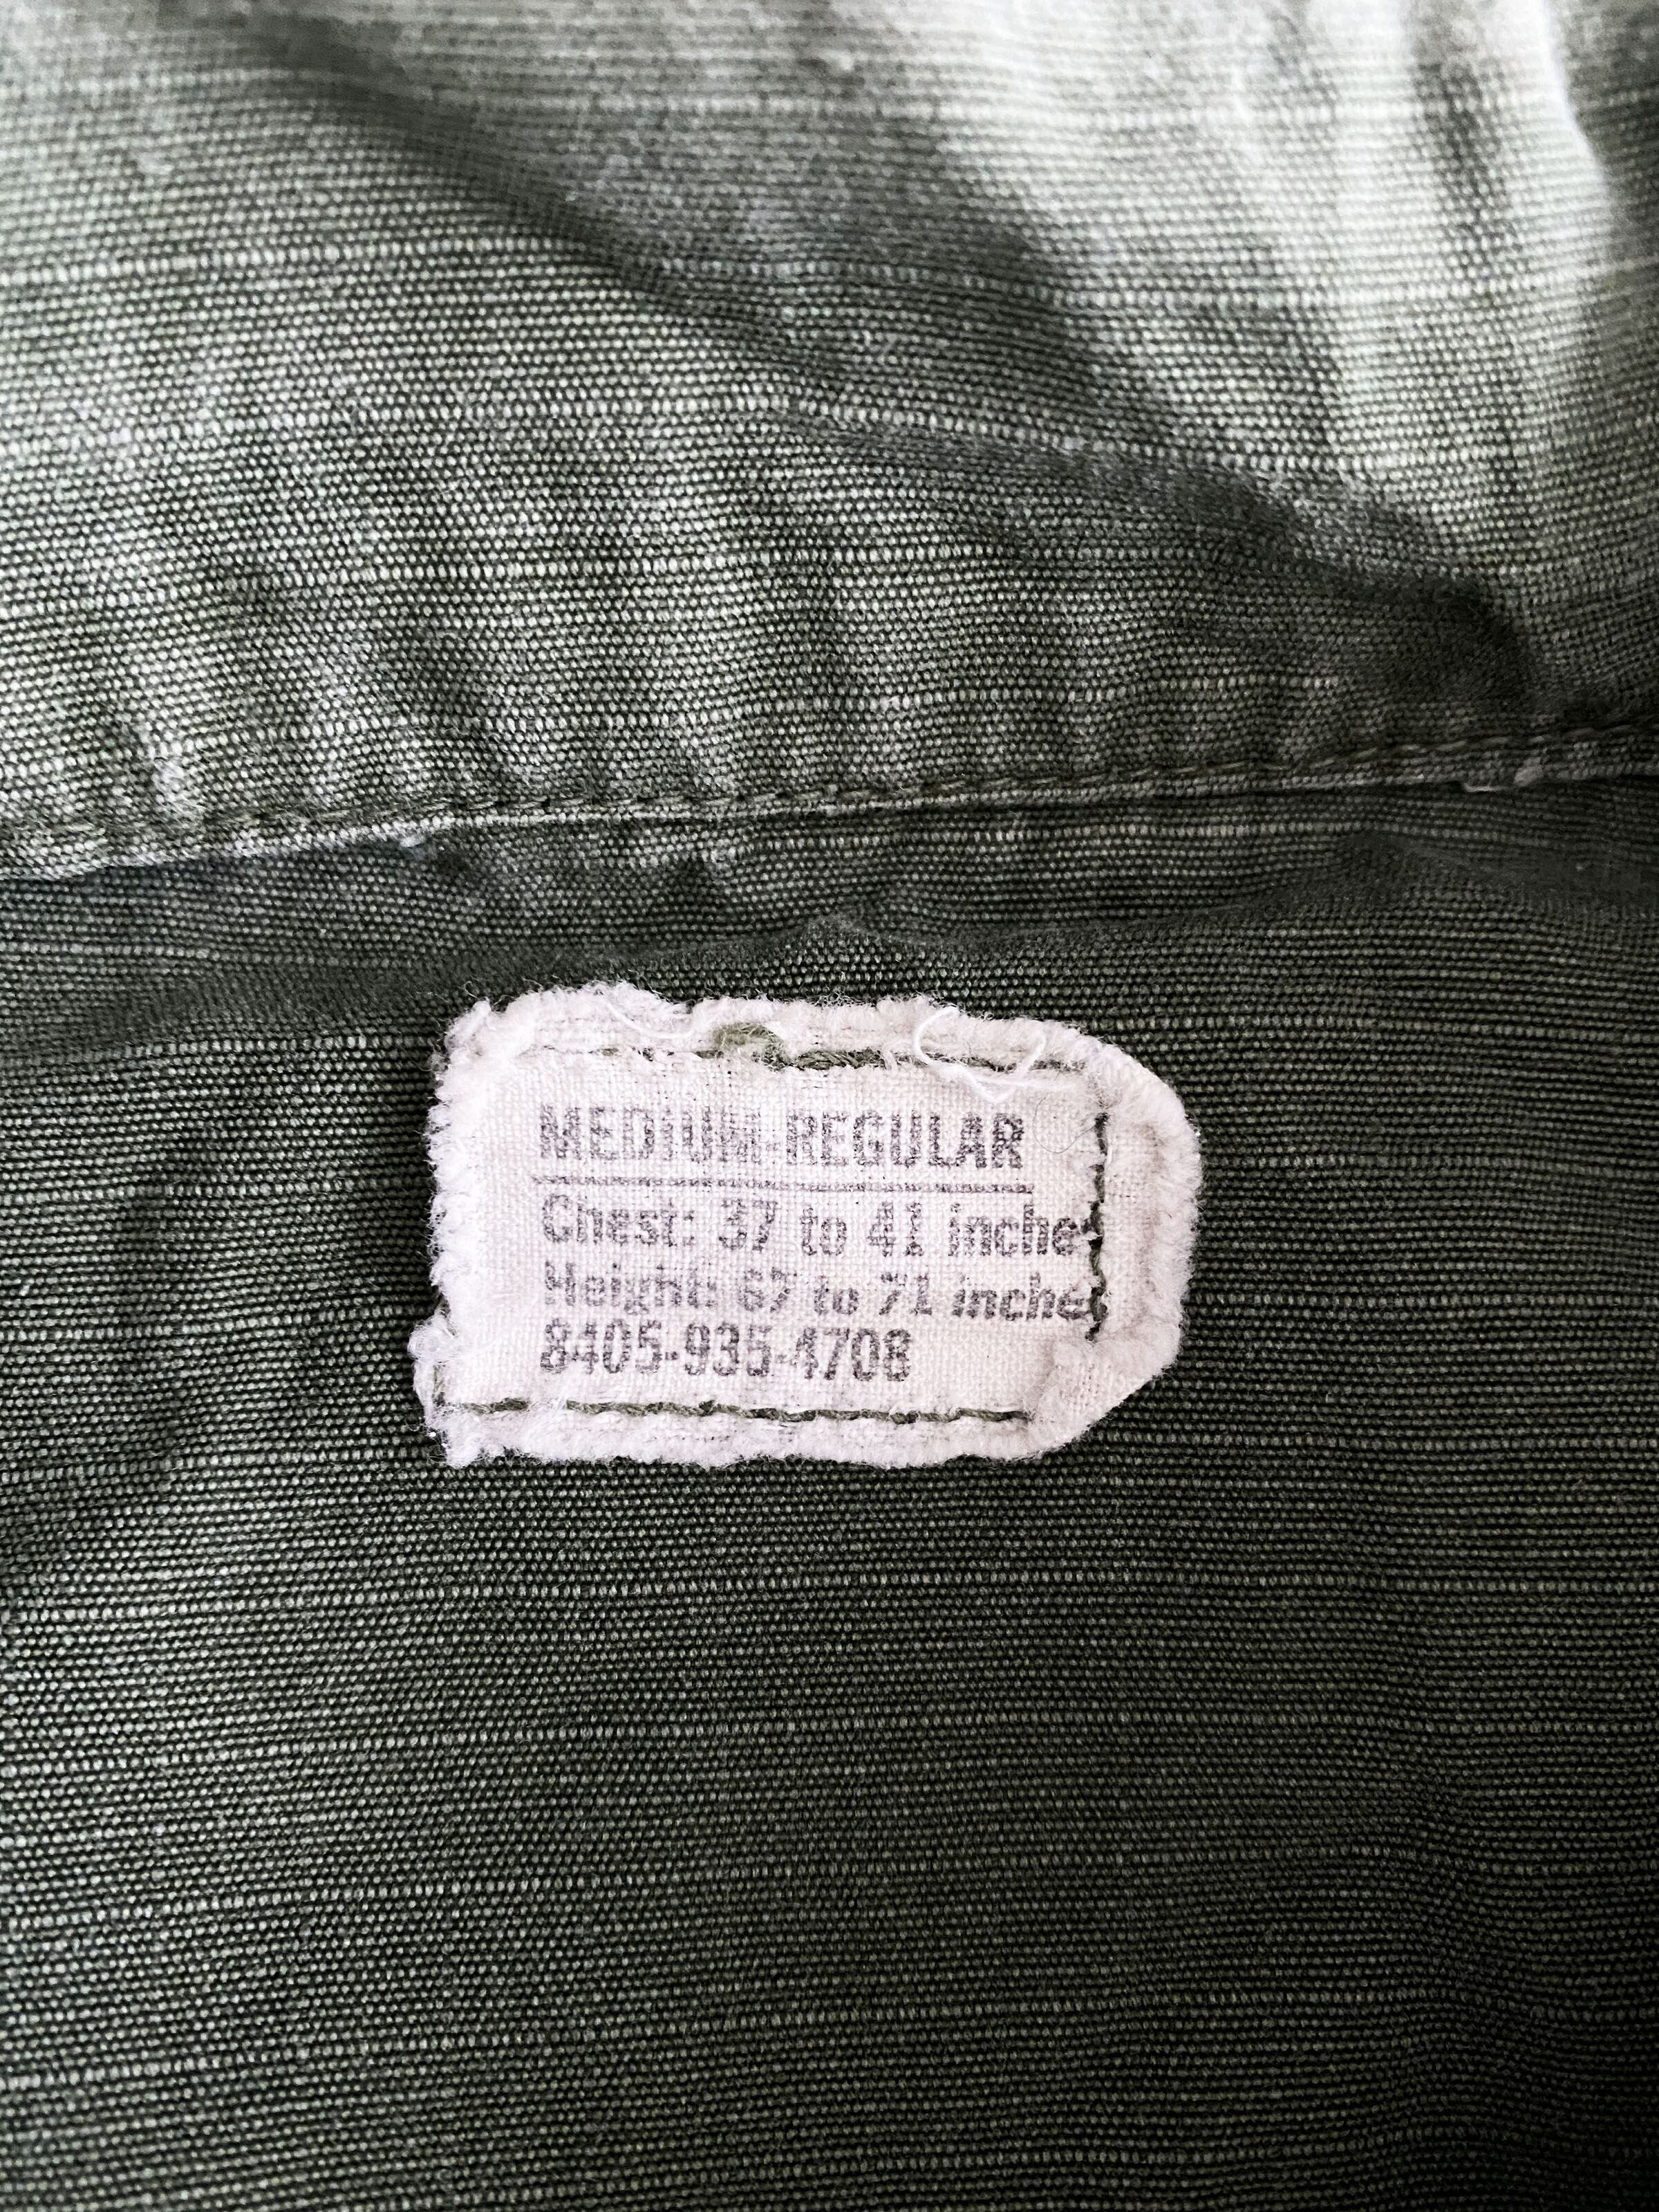 MEDIUM-REGULAR
Chest: 37 to 41 inche
Height: 67 to 71 inche
8405-935-4708